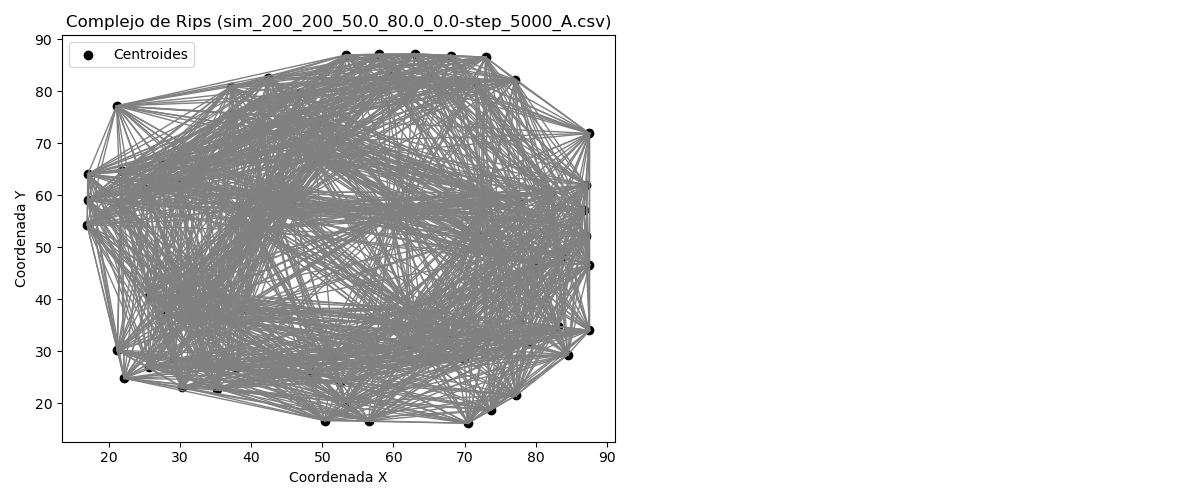 Complejo de Rips (sim_200_200_50.0_80.0_0.0-step_5000_A.csv)
Centroides
90
80
70
60
50
40
30
20
Coordenada Y
20 30 40 50 60 70 80 90
Coordenada X